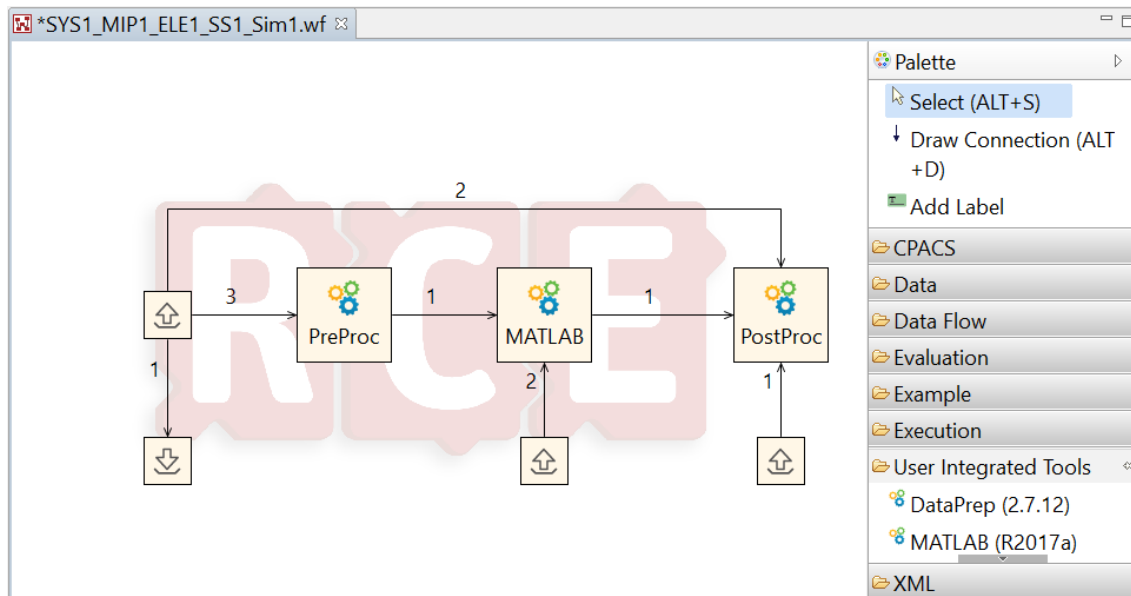 *SYS1_MIP1_ELE1_SS1_Sim1.wf
Palette
Select (ALT+S)
Draw Connection (ALT
+D)
Add Label
CPACS
Data
Data Flow
Evaluation
Example
Execution
User Integrated Tools
DataPrep (2.7.12)
MATLAB (R2017a)
XML
2
3
1
1
PreProc
MATLAB
PostProc
1
2
1
RCE